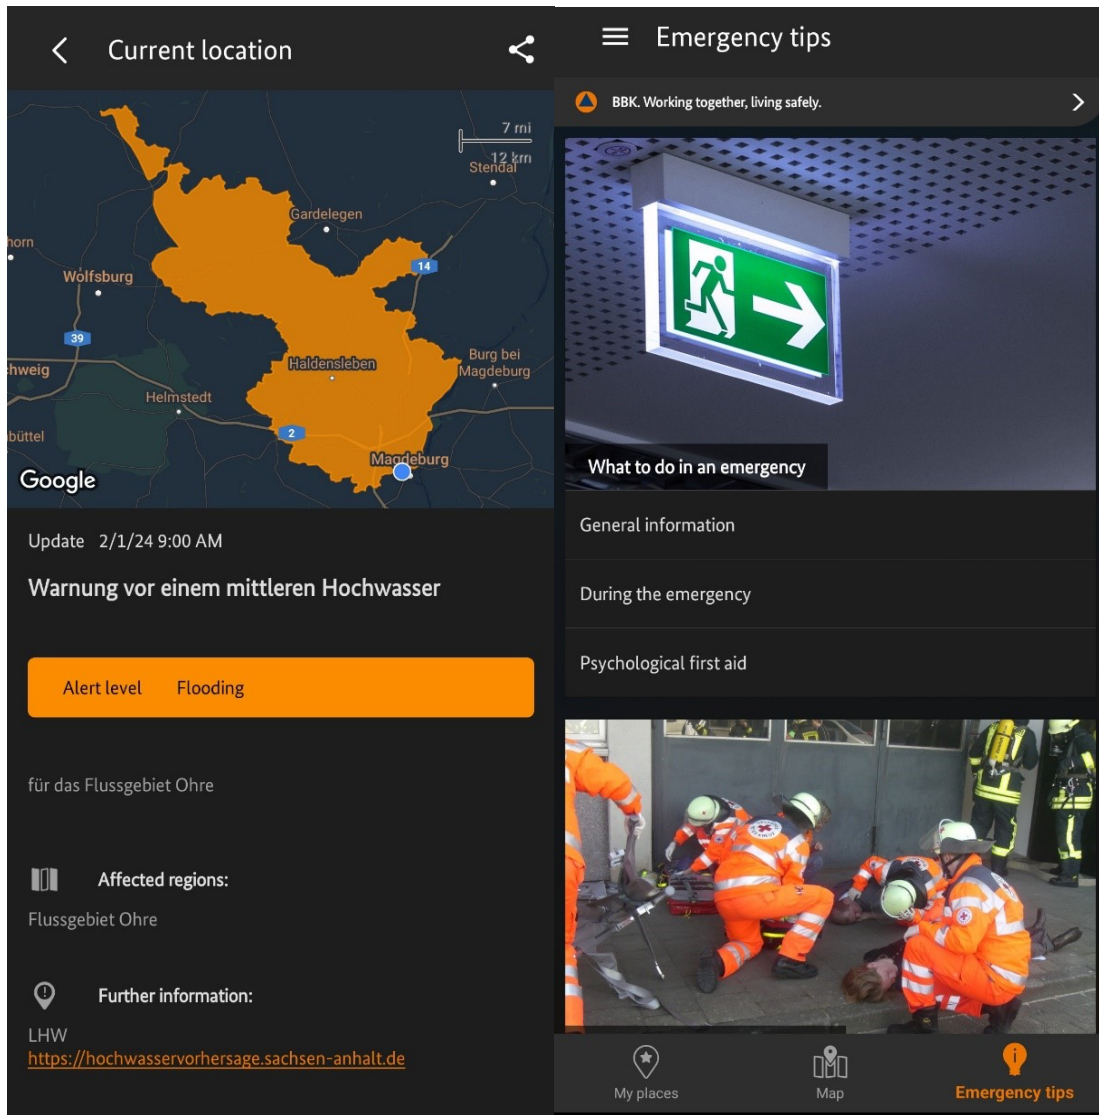 Current location
7 mi
12 km
Stendal
Gardelegen
horn
14
Wolfsburg
39
Haldensleben
Burg bei
Magdeburg
hweig
Helmstedt
büttel
2
Magdeburg
Google
Update 2/1/24 9:00 AM
Warnung vor einem mittleren Hochwasser
Alert level Flooding
für das Flussgebiet Ohre
Affected regions:
Flussgebiet Ohre
Further information:
LHW
https://hochwasservorhersage.sachsen-anhalt.de
Emergency tips
BBK. Working together, living safely.
What to do in an emergency
General information
During the emergency
Psychological first aid
My places
Map
Emergency tips